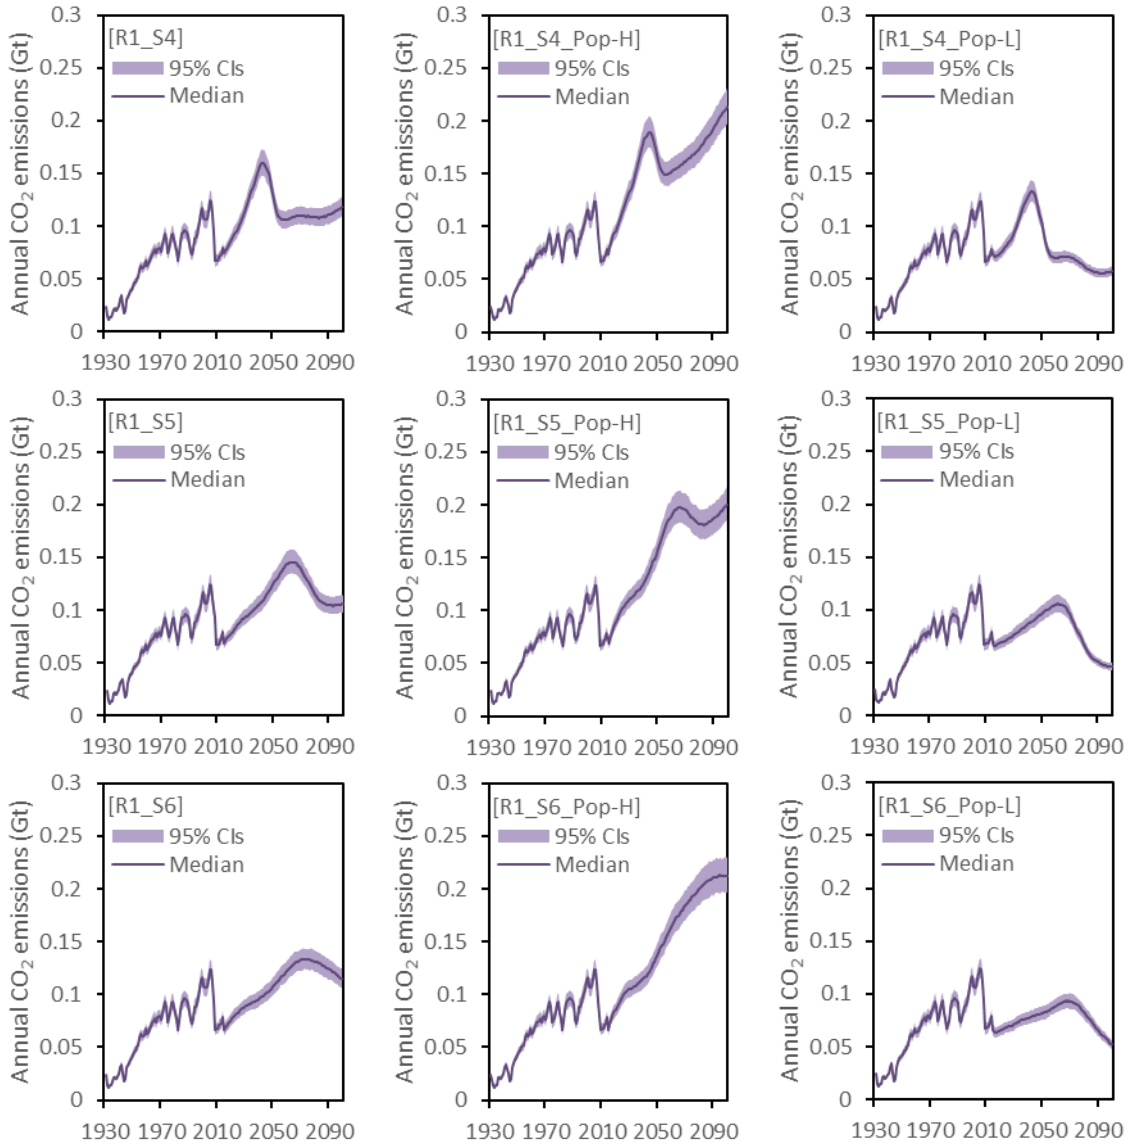 Annual CO₂ emissions (Gt)
0.3
0.25
0.2
0.15
0.1
0.05
0
[R1_S4]
95% CIs
Median
1930 1970 2010 2050 2090
Annual CO₂ emissions (Gt)
0.3
0.25
0.2
0.15
0.1
0.05
0
[R1_S4_Pop-H]
95% CIs
Median
1930 1970 2010 2050 2090
Annual CO₂ emissions (Gt)
0.3
0.25
0.2
0.15
0.1
0.05
0
[R1_S4_Pop-L]
95% CIs
Median
1930 1970 2010 2050 2090
Annual CO₂ emissions (Gt)
0.3
0.25
0.2
0.15
0.1
0.05
0
[R1_S5]
95% CIs
Median
1930 1970 2010 2050 2090
Annual CO₂ emissions (Gt)
0.3
0.25
0.2
0.15
0.1
0.05
0
[R1_S5_Pop-H]
95% CIs
Median
1930 1970 2010 2050 2090
Annual CO₂ emissions (Gt)
0.3
0.25
0.2
0.15
0.1
0.05
0
[R1_S5_Pop-L]
95% CIs
Median
1930 1970 2010 2050 2090
Annual CO₂ emissions (Gt)
0.3
0.25
0.2
0.15
0.1
0.05
0
[R1_S6]
95% CIs
Median
1930 1970 2010 2050 2090
Annual CO₂ emissions (Gt)
0.3
0.25
0.2
0.15
0.1
0.05
0
[R1_S6_Pop-H]
95% CIs
Median
1930 1970 2010 2050 2090
Annual CO₂ emissions (Gt)
0.3
0.25
0.2
0.15
0.1
0.05
0
[R1_S6_Pop-L]
95% CIs
Median
1930 1970 2010 2050 2090